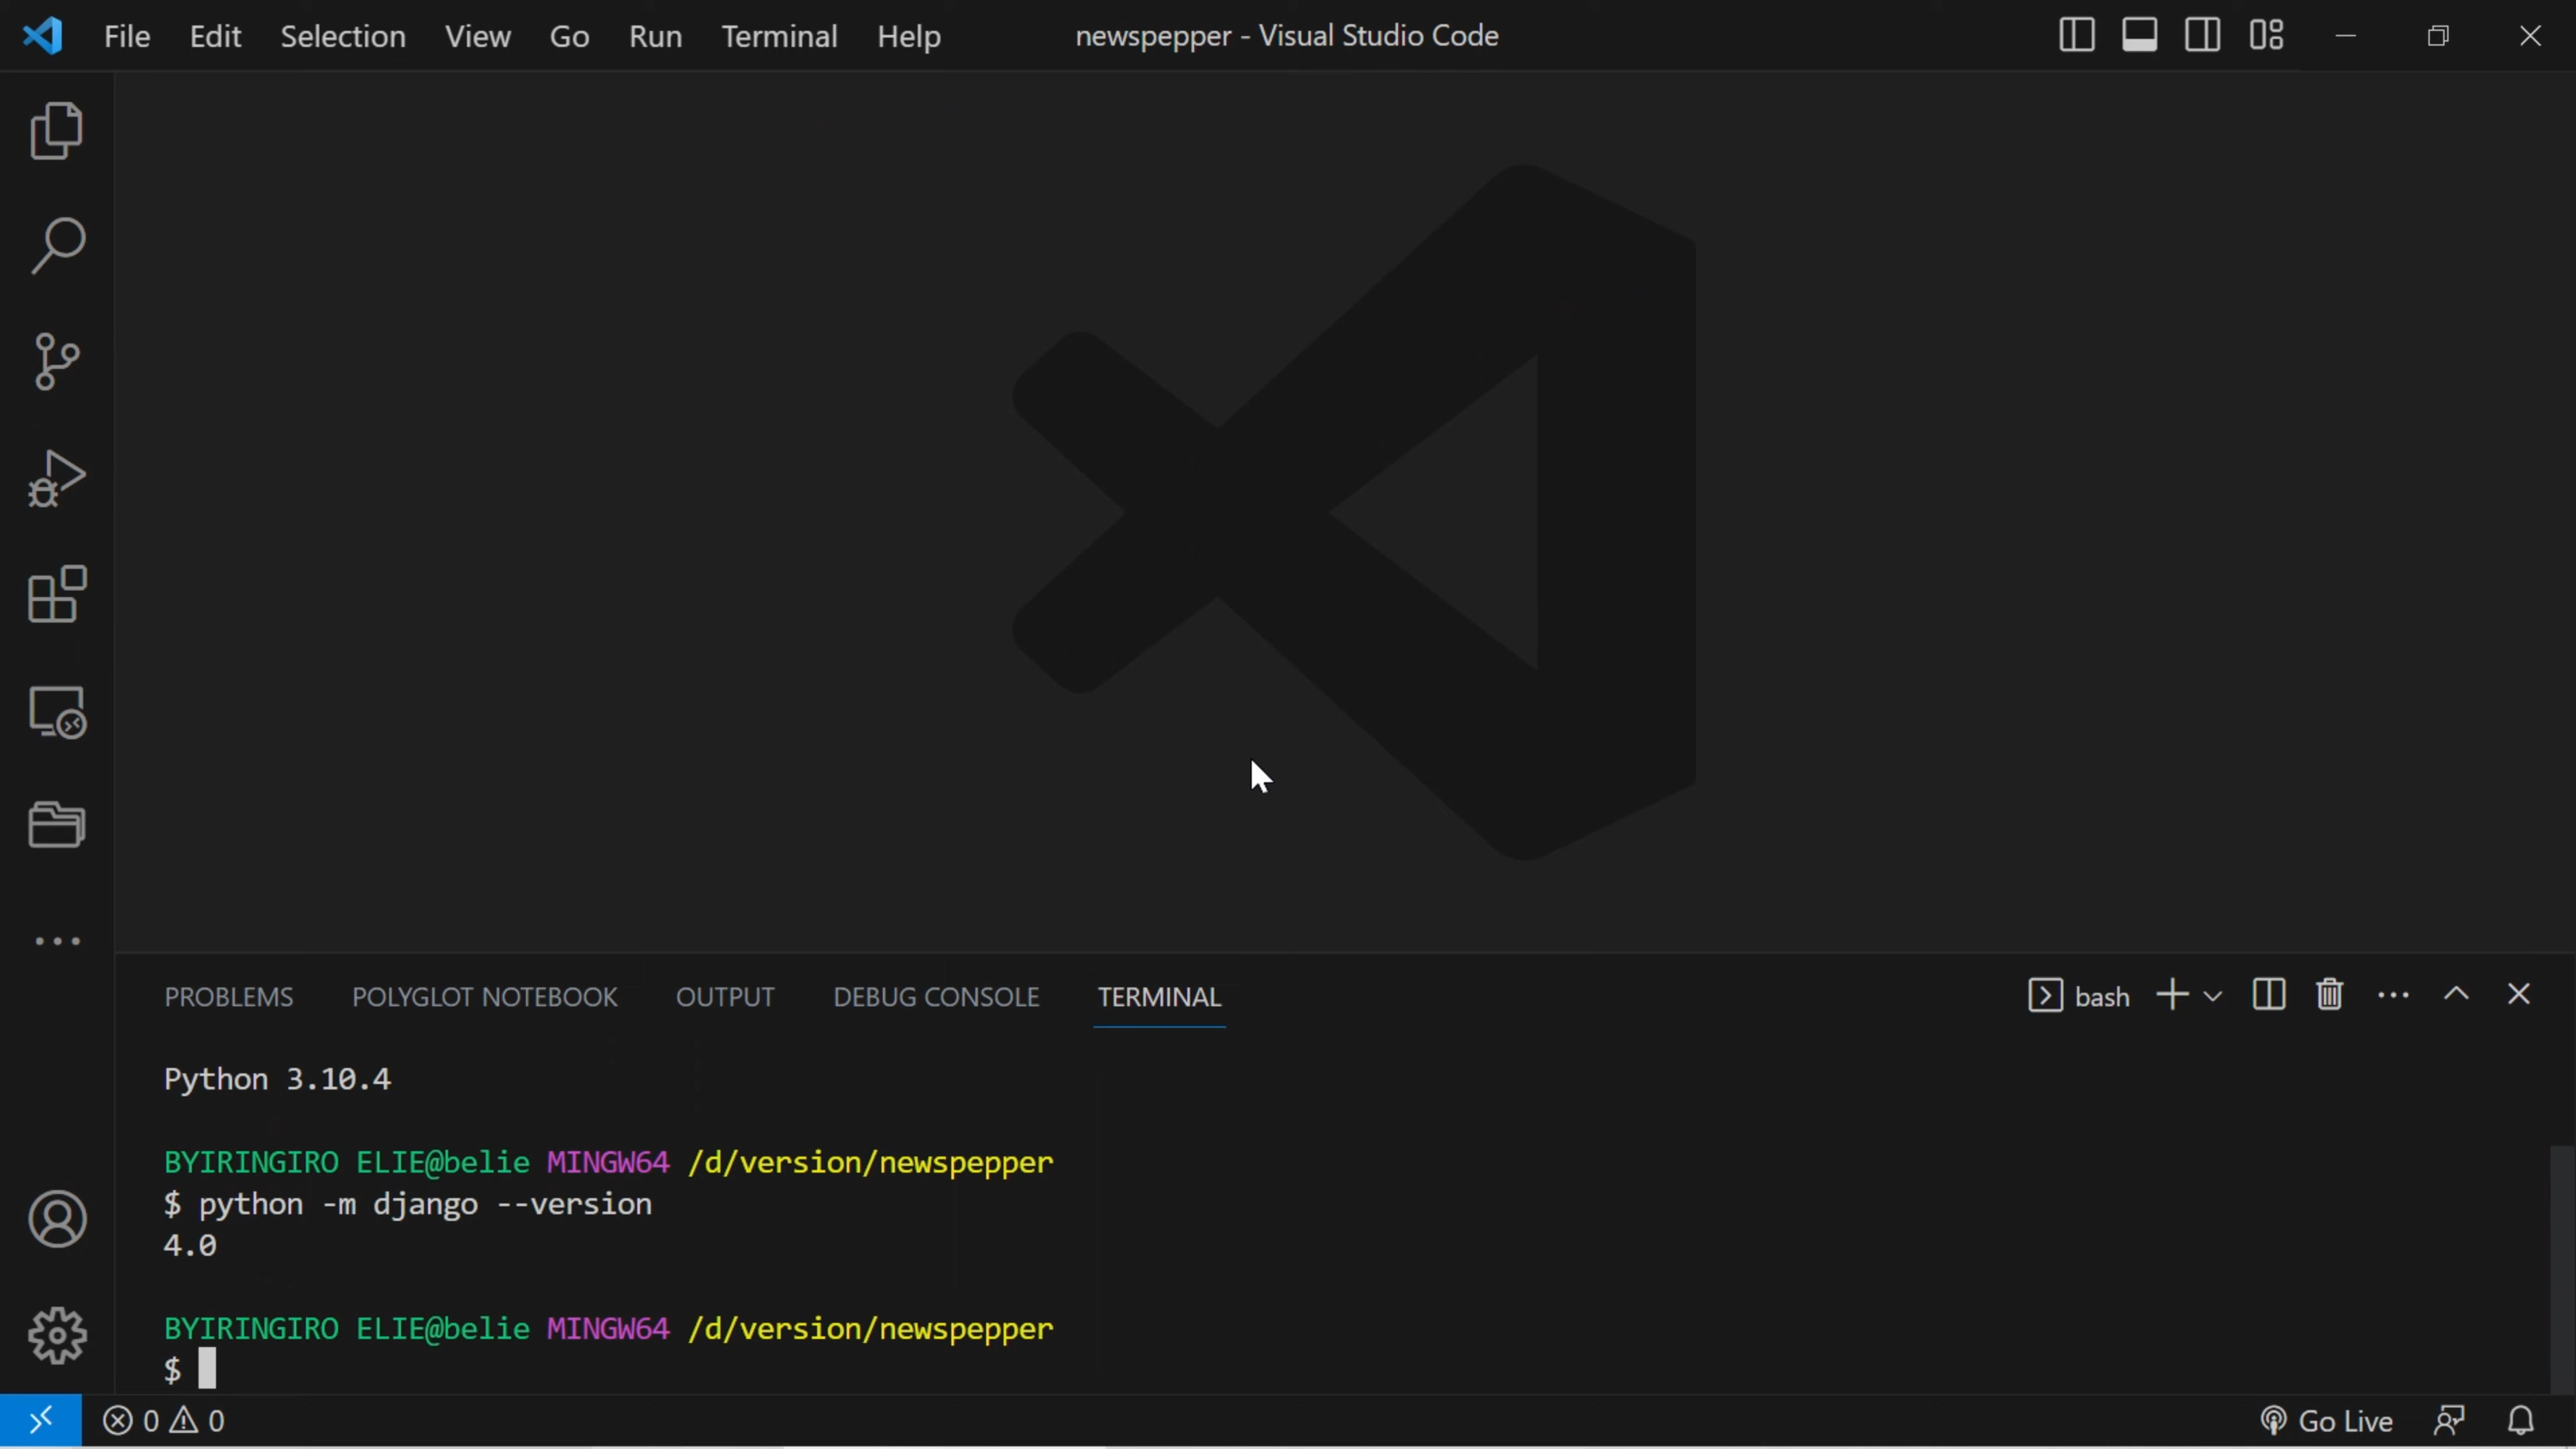 File Edit Selection View Go Run Terminal Help newspepper - Visual Studio Code
PROBLEMS POLYGLOT NOTEBOOK OUTPUT DEBUG CONSOLE TERMINAL bash
Python 3.10.4
BYIRINGIRO ELIE@belie MINGW64 /d/version/newspepper
$ python -m django --version
4.0
BYIRINGIRO ELIE@belie MINGW64 /d/version/newspepper
$
0 0 Go Live